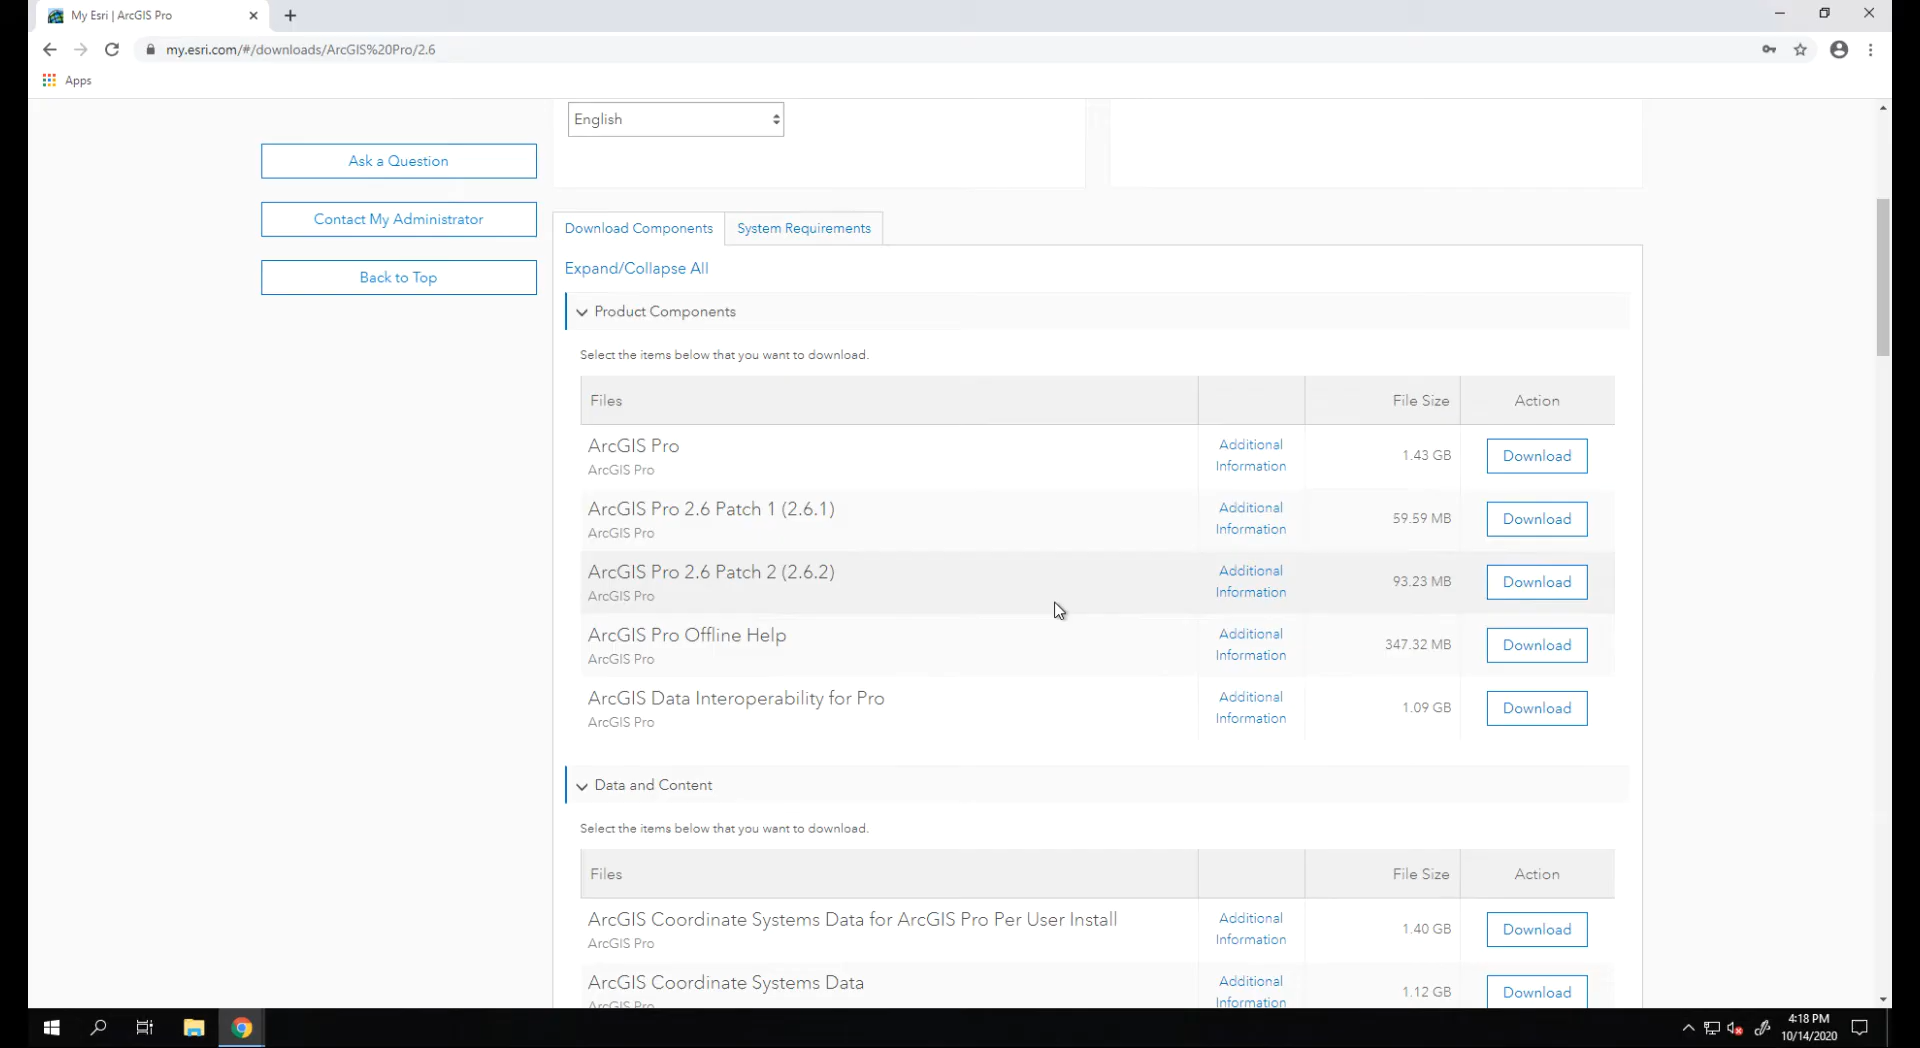 My Esri | ArcGIS Pro
my.esri.com/#/downloads/ArcGIS%20Pro/2.6
Apps
English
Ask a Question
Contact My Administrator
Back to Top
Download Components
System Requirements
Expand/Collapse All
Product Components
Select the items below that you want to download.
Files File Size Action
ArcGIS Pro
ArcGIS Pro
Additional
Information
1.43 GB
Download
ArcGIS Pro 2.6 Patch 1 (2.6.1)
ArcGIS Pro
Additional
Information
59.59 MB
Download
ArcGIS Pro 2.6 Patch 2 (2.6.2)
ArcGIS Pro
Additional
Information
93.23 MB
Download
ArcGIS Pro Offline Help
ArcGIS Pro
Additional
Information
347.32 MB
Download
ArcGIS Data Interoperability for Pro
ArcGIS Pro
Additional
Information
1.09 GB
Download
Data and Content
Select the items below that you want to download.
Files File Size Action
ArcGIS Coordinate Systems Data for ArcGIS Pro Per User Install
ArcGIS Pro
Additional
Information
1.40 GB
Download
ArcGIS Coordinate Systems Data
ArcGIS Pro
Additional
Information
1.12 GB
Download
4:18 PM
10/14/2020